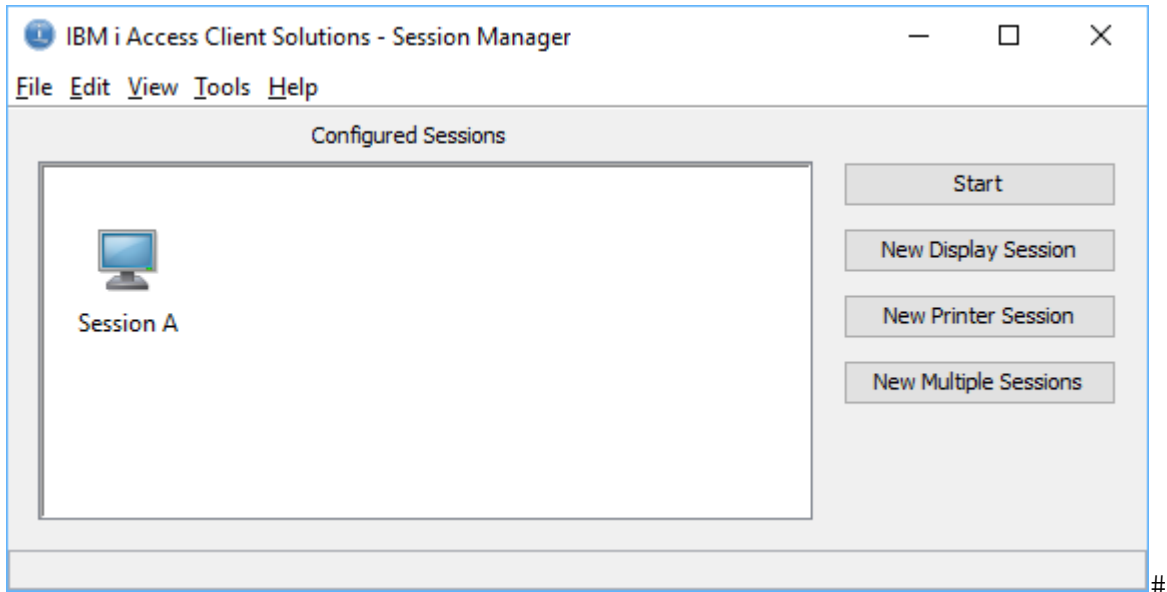 IBM i Access Client Solutions - Session Manager
File Edit View Tools Help
Configured Sessions
Session A
Start
New Display Session
New Printer Session
New Multiple Sessions
#